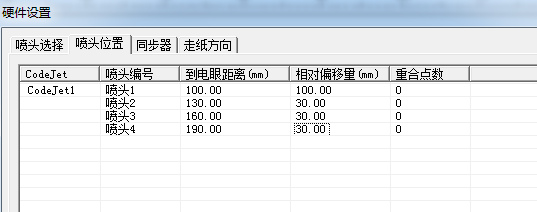 硬件设置
喷头选择 喷头位置 同步器 走纸方向
CodeJet 喷头编号 到电眼距离(mm) 相对偏移量(mm) 重合点数
CodeJet1 喷头1 100.00 100.00 0
喷头2 130.00 30.00 0
喷头3 160.00 30.00 0
喷头4 190.00 30.00 0